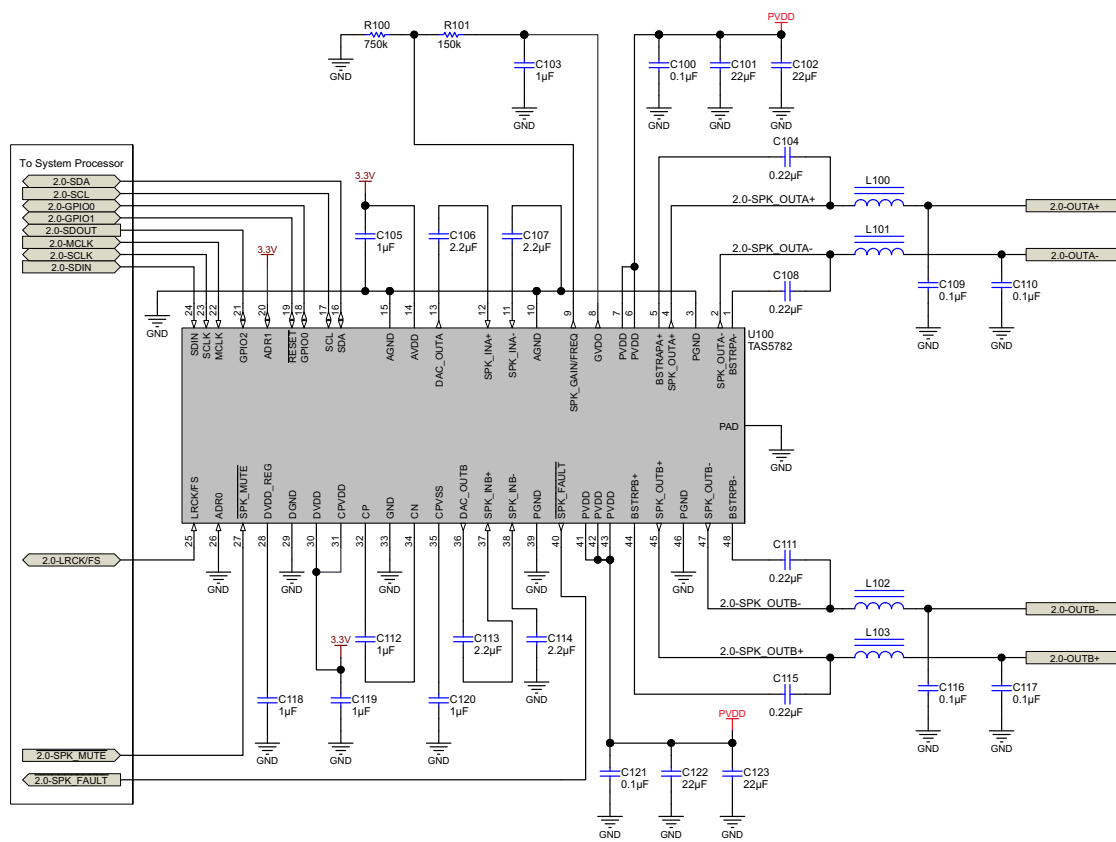 PVDD
R100
750k
R101
150k
GND
C103
1µF
GND
C100
0.1µF
GND
C101
22µF
GND
C102
22µF
GND
To System Processor
2.0-SDA
2.0-SCL
2.0-GPIO0
2.0-GPIO1
2.0-SDOUT
2.0-MCLK
2.0-SCLK
2.0-SDIN
3.3V
3.3V
C105
1µF
C106
2.2µF
C107
2.2µF
C104
0.22µF
2.0-SPK_OUTA+
L100
2.0-OUTA+
L101
2.0-SPK_OUTA-
2.0-OUTA-
C108
0.22µF
C109
0.1µF
GND
C110
0.1µF
GND
GND
24
23
22
21
20
19
18
17
16
15
14
13
12
11
10
9
8
7
6
5
4
3
2
1
SDIN
SCLK
MCLK
GPIO2
ADR1
RESET
GPIO0
SCL
SDA
AGND
AVDD
DAC_OUTA
SPK_INA+
SPK_INA-
AGND
SPK_GAIN/FREQ
GVDD
PVDD
PVDD
BSTRAPA+
SPK_OUTA+
PGND
SPK_OUTA-
BSTRPA-
U100
TAS5782
PAD
GND
LRCK/FS
ADR0
SPK_MUTE
DVDD_REG
DGND
DVDD
CPVDD
CP
GND
CN
CPVSS
DAC_OUTB
SPK_INB+
SPK_INB-
PGND
SPK_FAULT
PVDD
PVDD
PVDD
BSTRPB+
SPK_OUTB+
PGND
SPK_OUTB-
BSTRPB-
25
26
27
28
29
30
31
32
33
34
35
36
37
38
39
40
41
42
43
44
45
46
47
48
2.0-LRCK/FS
GND
GND
GND
GND
GND
C111
0.22µF
L102
2.0-SPK_OUTB-
2.0-OUTB-
L103
2.0-SPK_OUTB+
2.0-OUTB+
3.3V
C112
1µF
C113
2.2µF
C114
2.2µF
GND
C115
0.22µF
C116
0.1µF
GND
C117
0.1µF
GND
C118
1µF
GND
C119
1µF
GND
C120
1µF
GND
PVDD
2.0-SPK_MUTE
2.0-SPK_FAULT
C121
0.1µF
GND
C122
22µF
GND
C123
22µF
GND